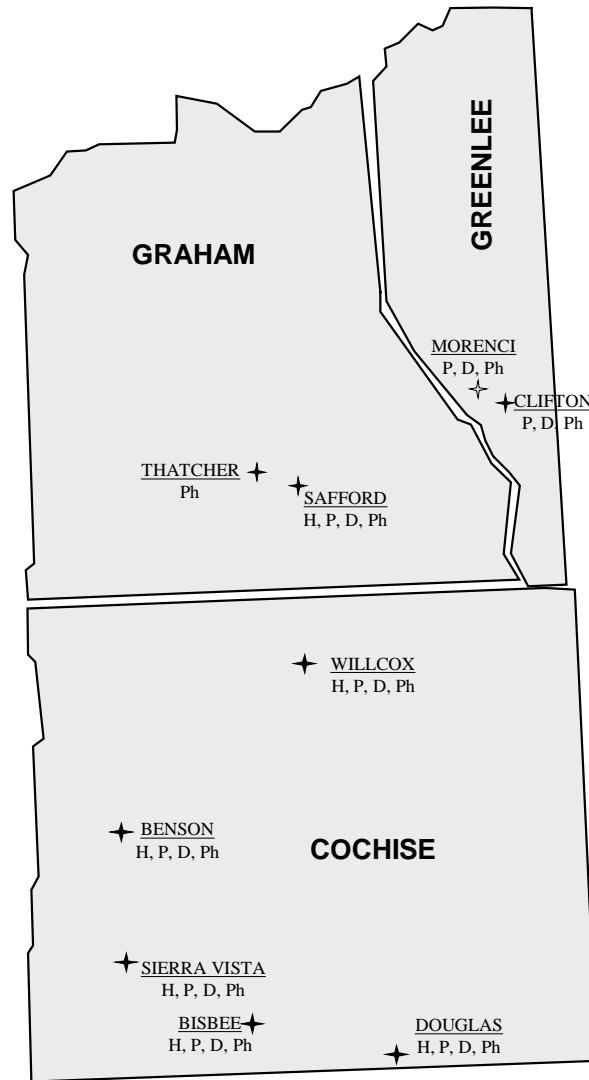 GREENLEE
GRAHAM
MORENCI
P, D, Ph
CLIFTON
P, D, Ph
THATCHER
Ph
SAFFORD
H, P, D, Ph
WILLCOX
H, P, D, Ph
BENSON
H, P, D, Ph
COCHISE
SIERRA VISTA
H, P, D, Ph
BISBEE
H, P, D, Ph
DOUGLAS
H, P, D, Ph